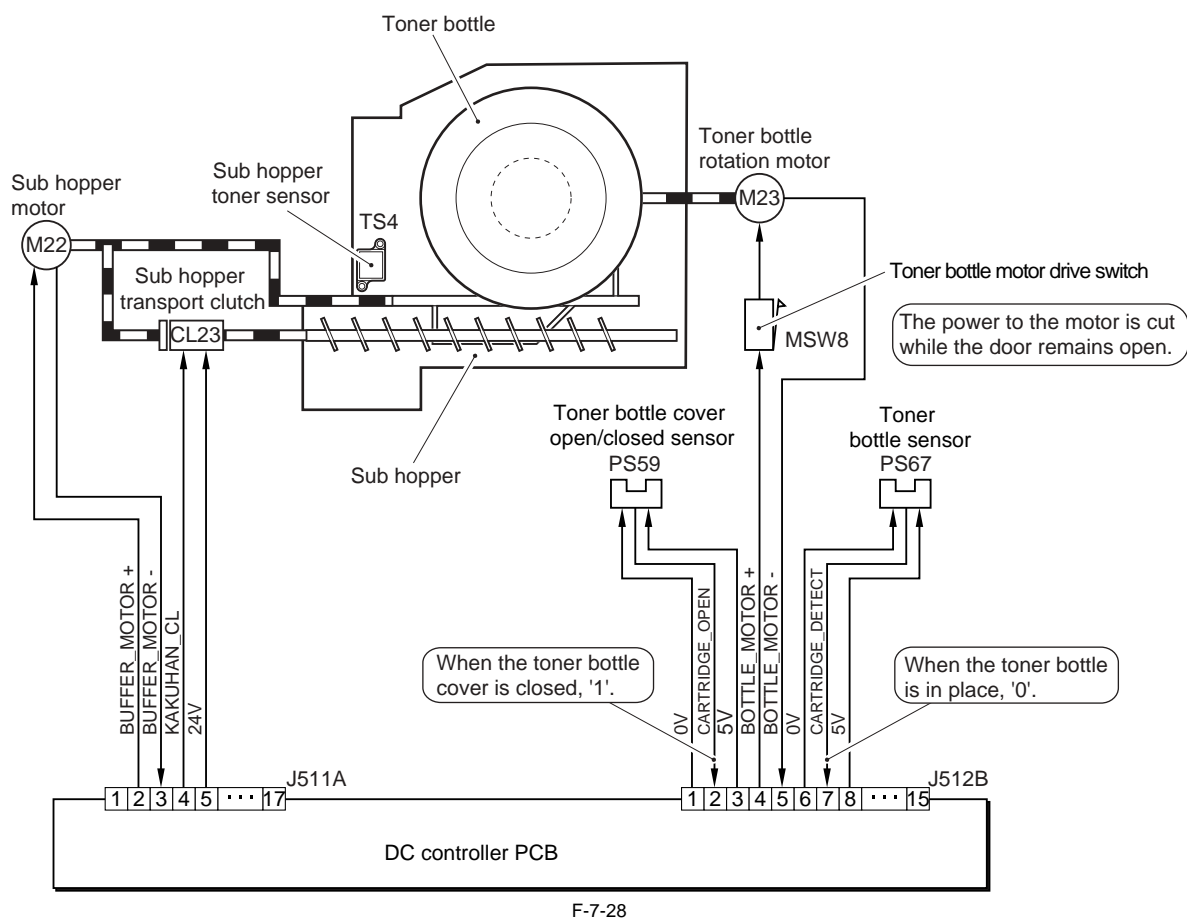 Toner bottle
Toner bottle
rotation motor
M23
Sub hopper
toner sensor
TS4
Sub hopper
motor
M22
Sub hopper
transport clutch
CL23
Toner bottle motor drive switch
MSW8
The power to the motor is cut
while the door remains open.
Toner bottle cover
open/closed sensor
PS59
Toner
bottle sensor
PS67
Sub hopper
BUFFER_MOTOR +
BUFFER_MOTOR -
KAKUHAN_CL
24V
0V
CARTRIDGE_OPEN
5V
BOTTLE_MOTOR +
BOTTLE_MOTOR -
0V
CARTRIDGE_DETECT
5V
When the toner bottle
cover is closed, '1'.
When the toner bottle
is in place, '0'.
J511A
1 2 3 4 5 ··· 17
J512B
1 2 3 4 5 6 7 8 ··· 15
DC controller PCB
F-7-28